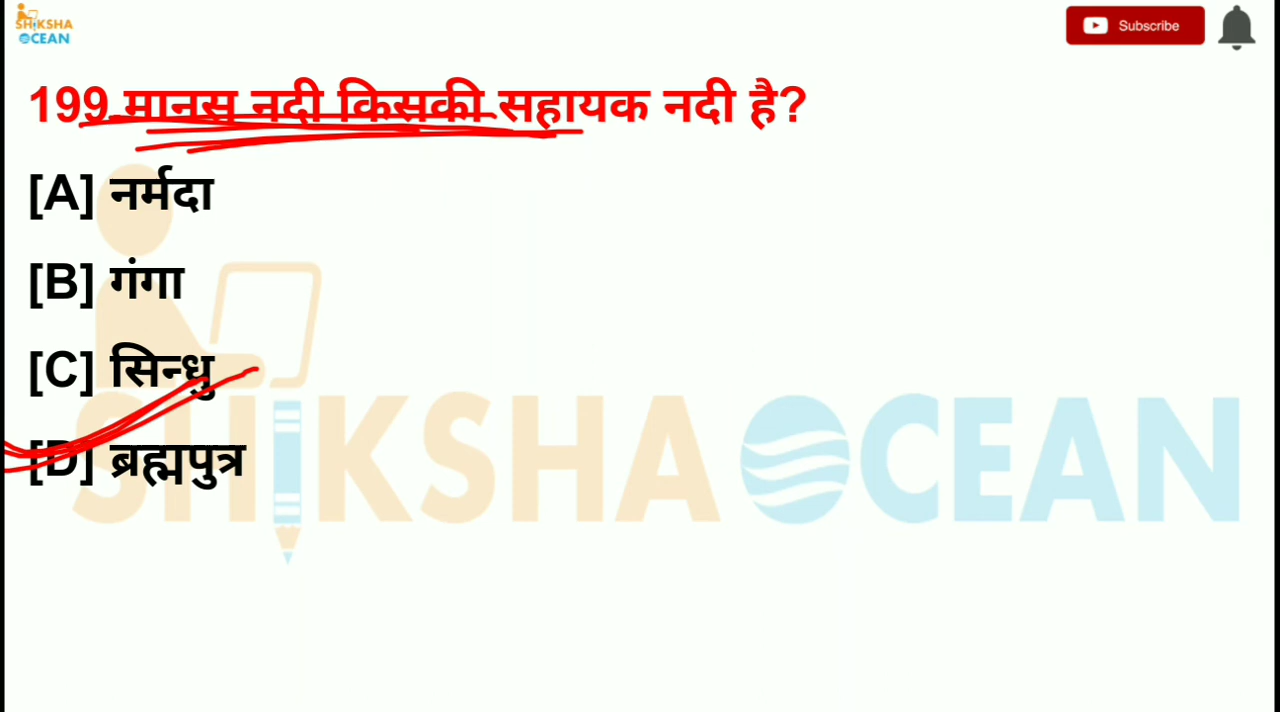 SHIKSHA
OCEAN
Subscribe
199. मानस नदी किसकी सहायक नदी है?
[A] नर्मदा
[B] गंगा
[C] सिन्धु
[D] ब्रह्मपुत्र
SHIKSHA OCEAN